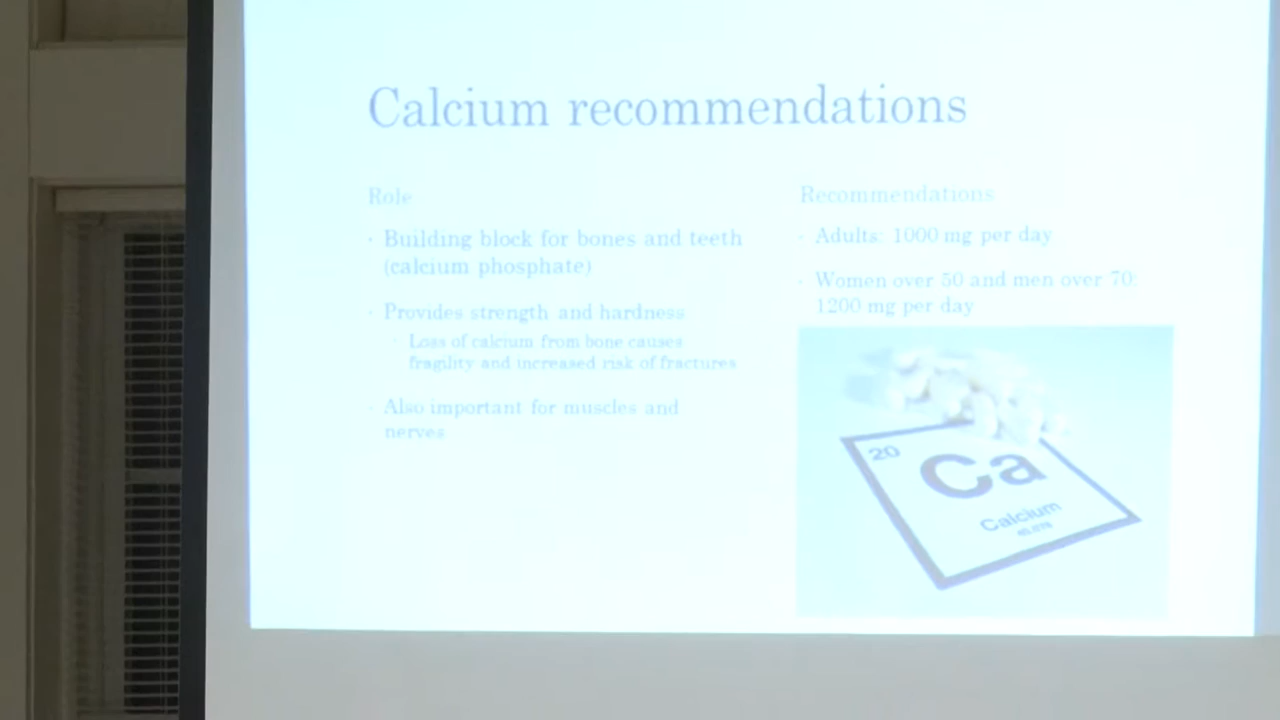 Calcium recommendations
Role
· Building block for bones and teeth
(calcium phosphate)
· Provides strength and hardness
· Loss of calcium from bone causes
fragility and increased risk of fractures
· Also important for muscles and
nerves
Recommendations
· Adults: 1000 mg per day
· Women over 50 and men over 70:
1200 mg per day
20
Ca
Calcium
40.078